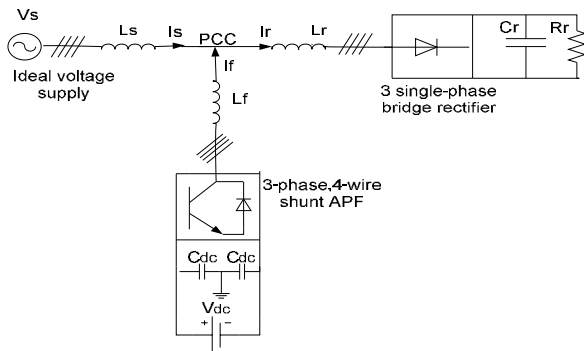 Vs
Ls
Is
PCC
Ir
Lr
Cr
Rr
Ideal voltage
supply
If
Lf
3 single-phase
bridge rectifier
3-phase,4-wire
shunt APF
Cdc
Cdc
Vdc
+
−